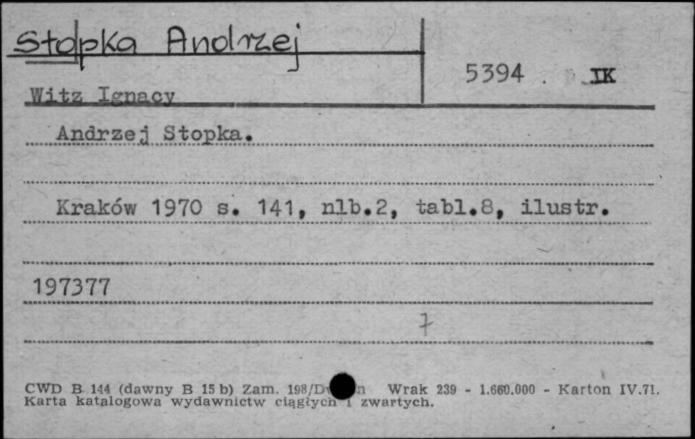 Stopka Andrzej
5394 IK
Witz Ignacy
Andrzej Stopka.
Kraków 1970 s. 141, nlb.2, tabl.8, ilustr.
197377
7
CWD B 144 (dawny B 15 b) Zam. 198/ Wrak 239 - 1.660.000 - Karton IV.71.
Karta katalogowa wydawnictw ciągłych i zwartych.